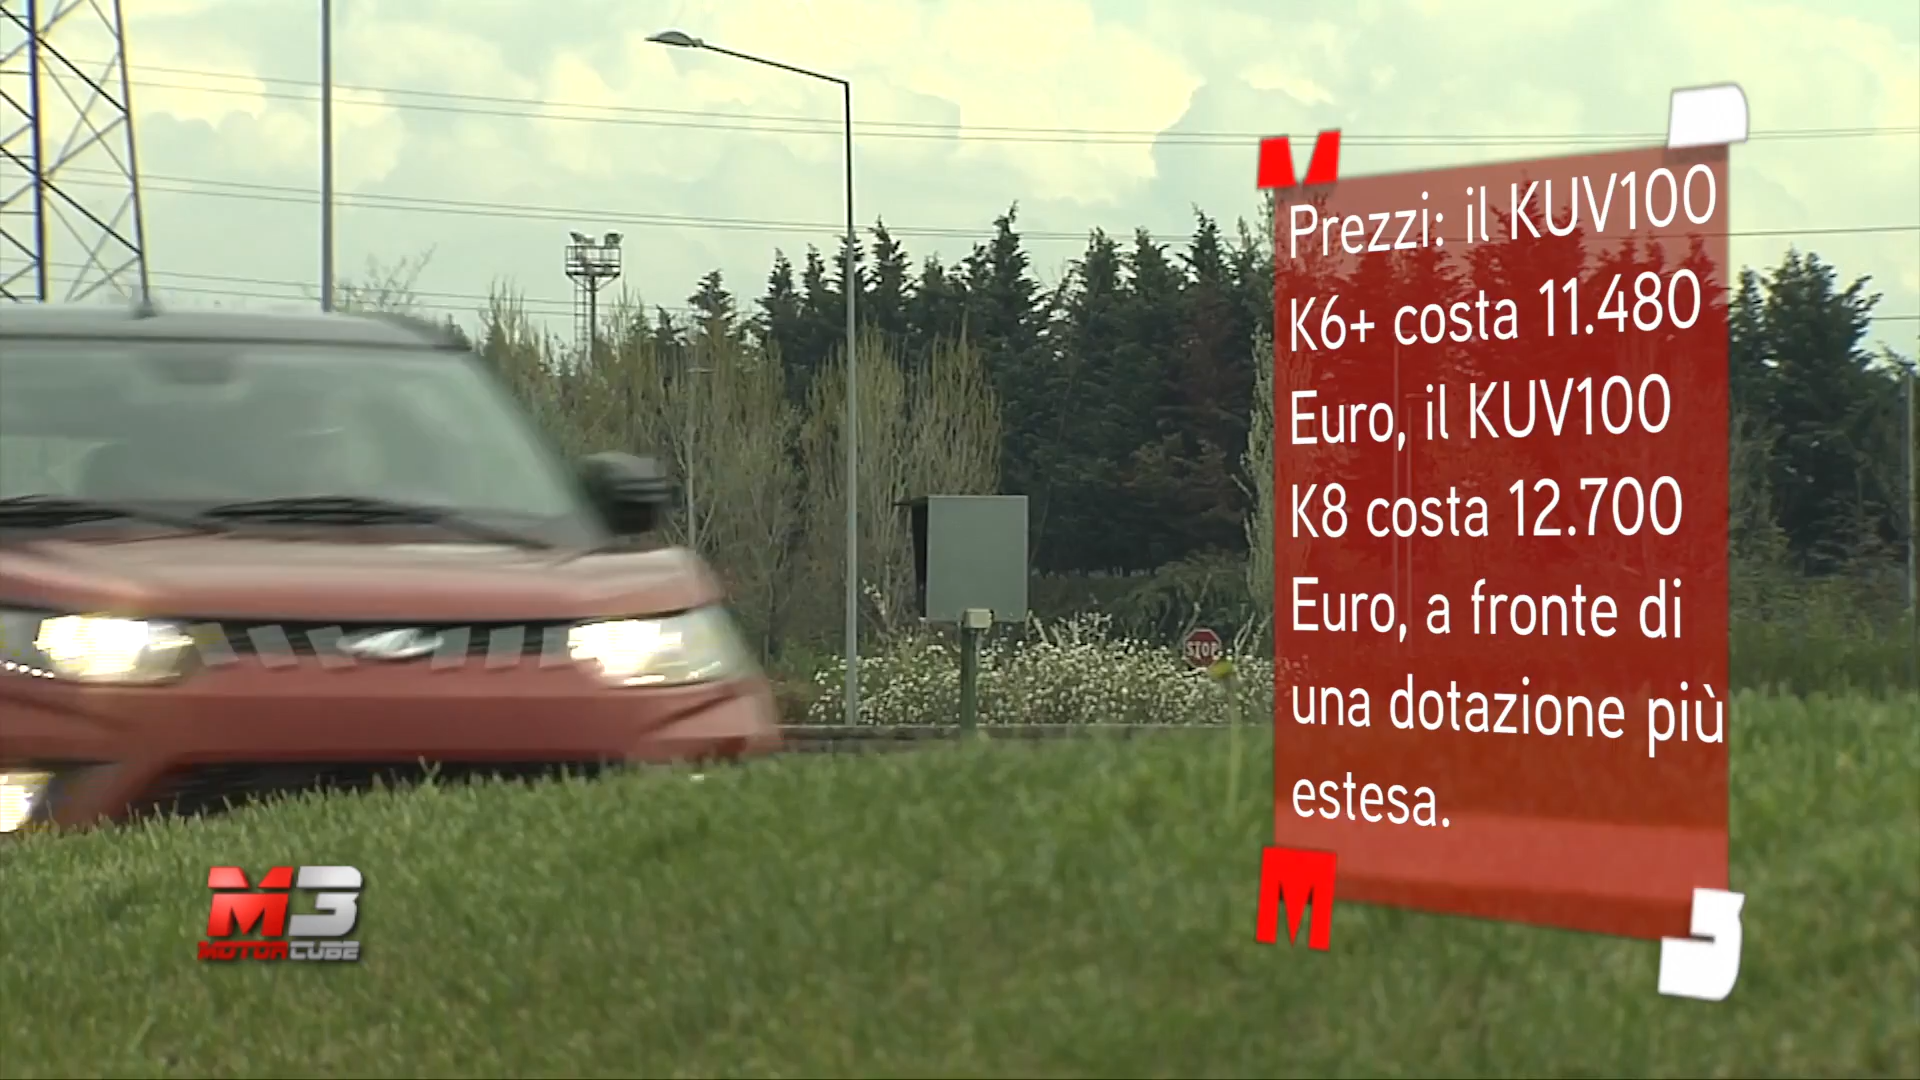 Prezzi: il KUV100
K6+ costa 11.480
Euro, il KUV100
K8 costa 12.700
Euro, a fronte di
una dotazione più
estesa.
STOP
M3
MOTORCUBE